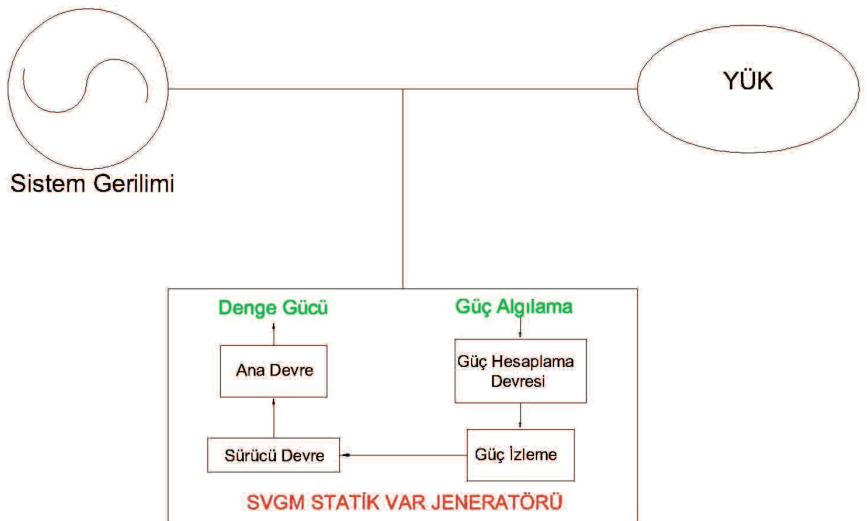 YÜK
Sistem Gerilimi
Denge Gücü
Güç Algılama
Ana Devre
Güç Hesaplama
Devresi
Sürücü Devre
Güç İzleme
SVGM STATİK VAR JENERATÖRÜ